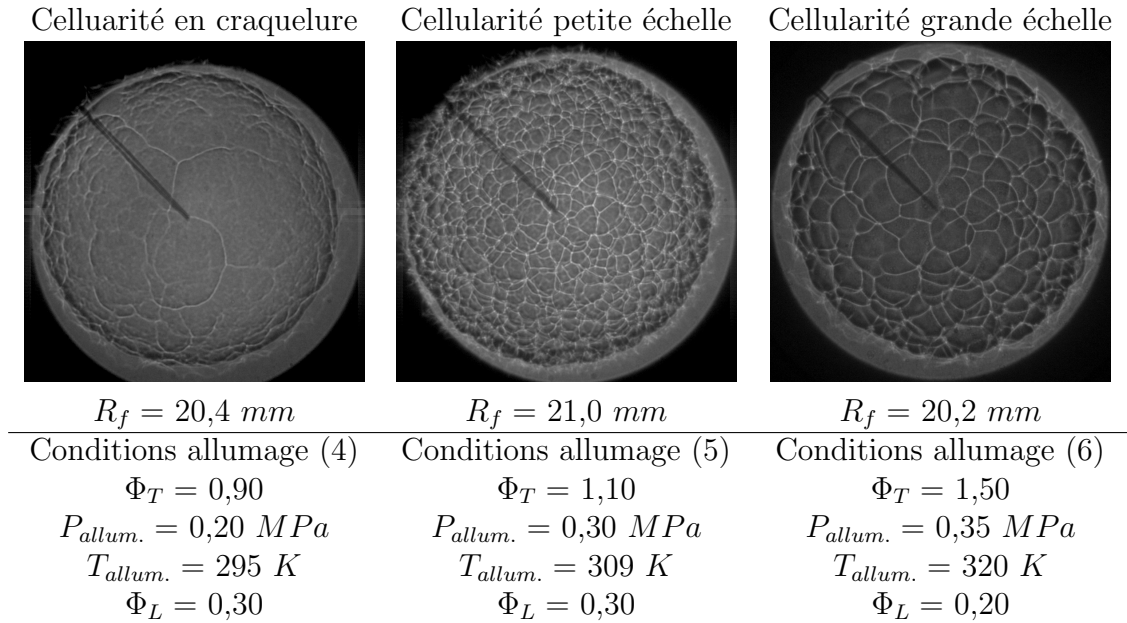 Celluarité en craquelure Cellularité petite échelle Cellularité grande échelle
R_f = 20,4 mm R_f = 21,0 mm R_f = 20,2 mm
Conditions allumage (4) Conditions allumage (5) Conditions allumage (6)
Φ_T = 0,90 Φ_T = 1,10 Φ_T = 1,50
P_allum. = 0,20 MPa P_allum. = 0,30 MPa P_allum. = 0,35 MPa
T_allum. = 295 K T_allum. = 309 K T_allum. = 320 K
Φ_L = 0,30 Φ_L = 0,30 Φ_L = 0,20